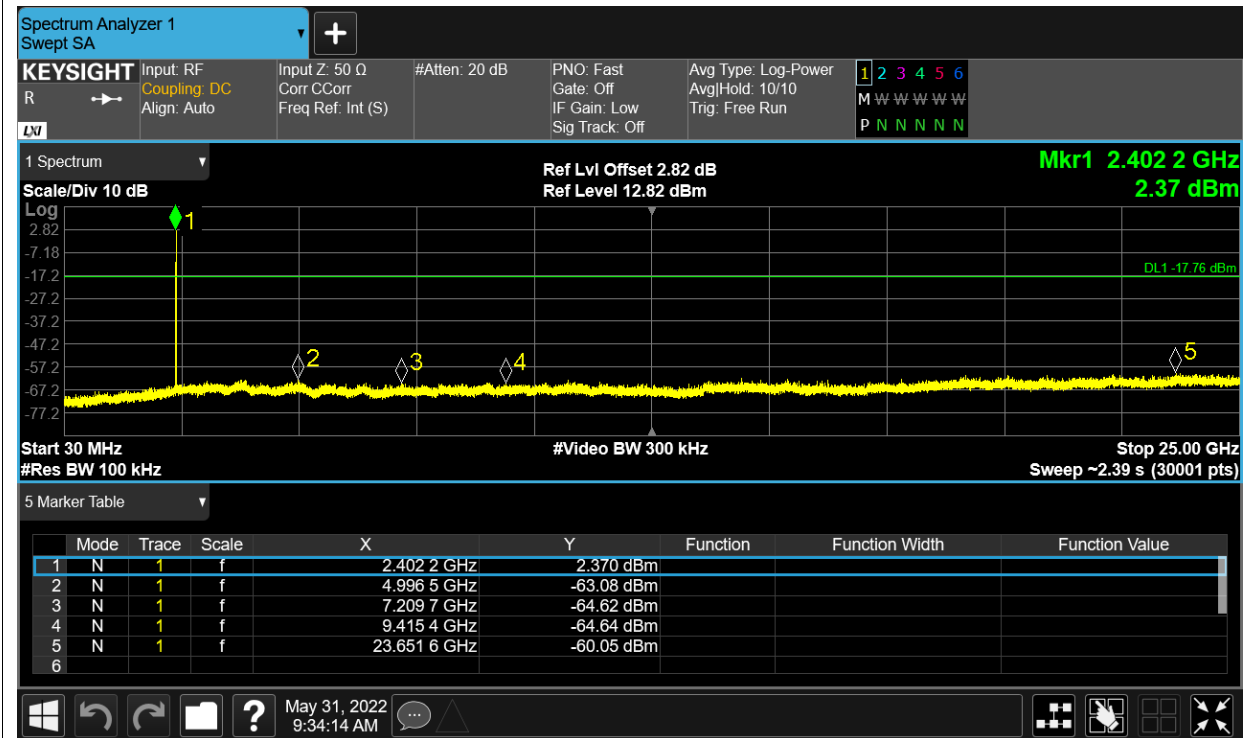 Spectrum Analyzer 1
Swept SA
KEYSIGHT
R
LXI
Input: RF
Coupling: DC
Align: Auto
Input Z: 50 Ω
Corr CCorr
Freq Ref: Int (S)
#Atten: 20 dB
PNO: Fast
Gate: Off
IF Gain: Low
Sig Track: Off
Avg Type: Log-Power
Avg|Hold: 10/10
Trig: Free Run
1 2 3 4 5 6
M W W W W W
P N N N N N
1 Spectrum
Scale/Div 10 dB
Ref Lvl Offset 2.82 dB
Ref Level 12.82 dBm
Mkr1 2.402 2 GHz
2.37 dBm
Log
2.82
-7.18
-17.2
-27.2
-37.2
-47.2
-57.2
-67.2
-77.2
1
DL1 -17.76 dBm
2
3
4
5
Start 30 MHz
#Video BW 300 kHz
Stop 25.00 GHz
#Res BW 100 kHz
Sweep ~2.39 s (30001 pts)
5 Marker Table
Mode Trace Scale X Y Function Function Width Function Value
1 N 1 f 2.402 2 GHz 2.370 dBm
2 N 1 f 4.996 5 GHz -63.08 dBm
3 N 1 f 7.209 7 GHz -64.62 dBm
4 N 1 f 9.415 4 GHz -64.64 dBm
5 N 1 f 23.651 6 GHz -60.05 dBm
6
?
May 31, 2022
9:34:14 AM